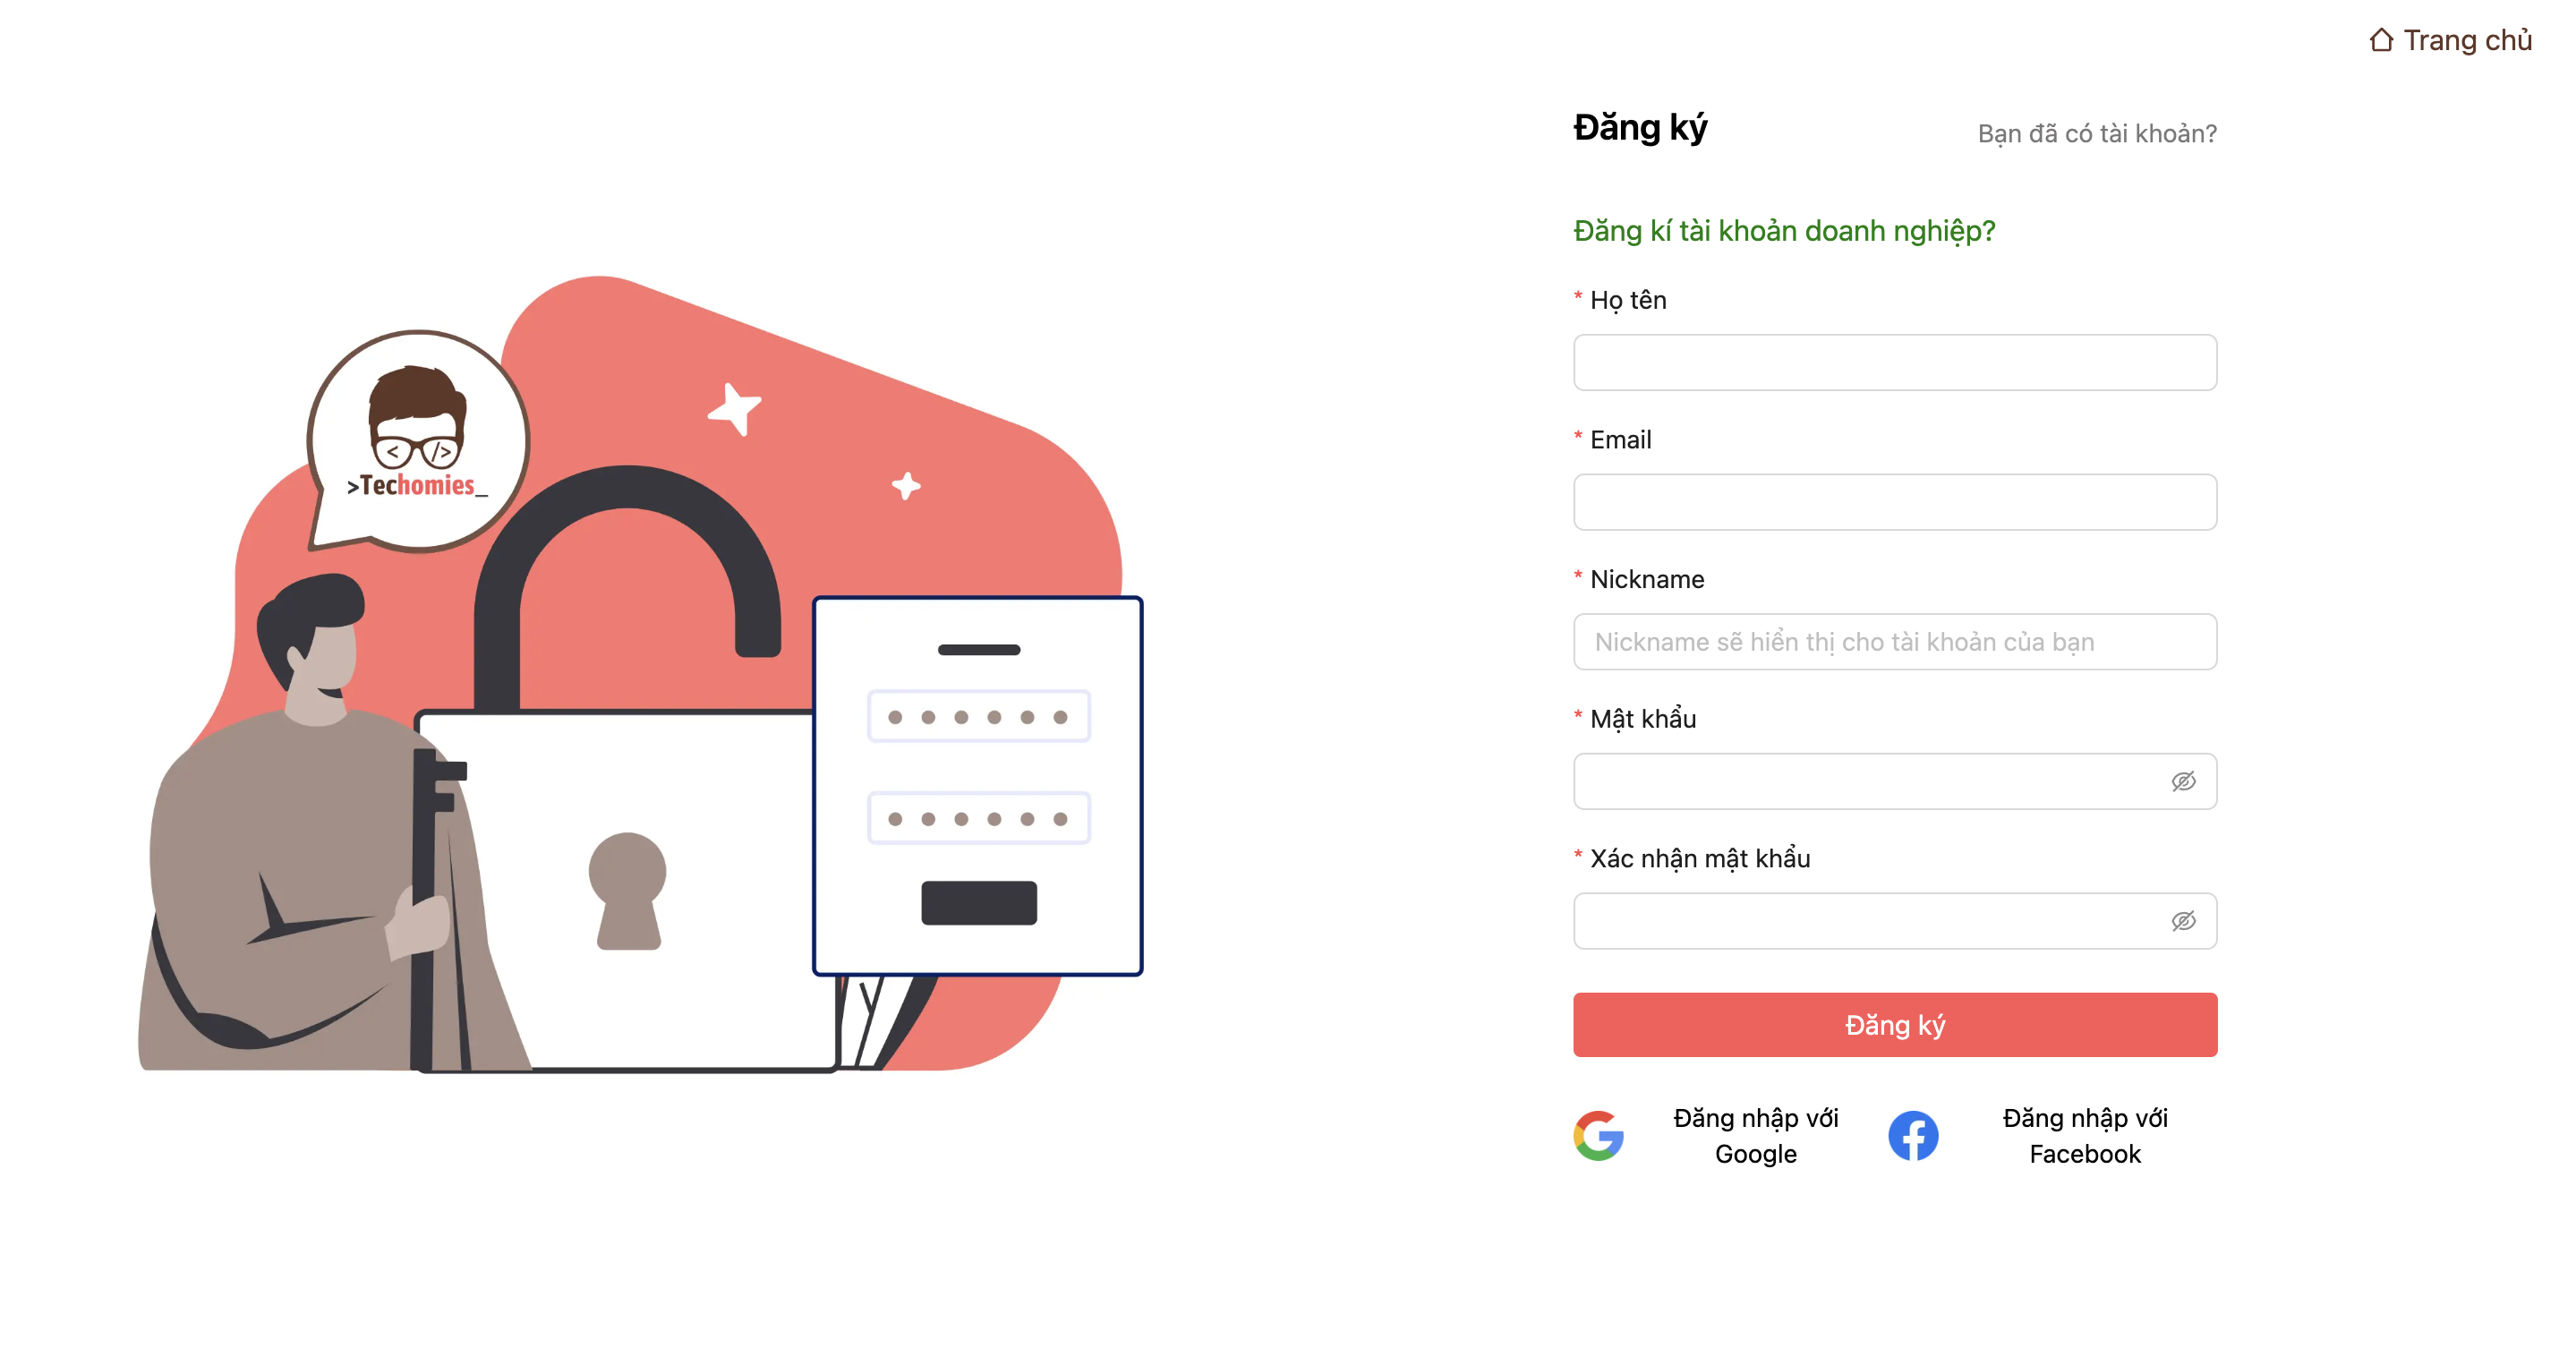 Trang chủ
Đăng ký
Bạn đã có tài khoản?
Đăng kí tài khoản doanh nghiệp?
* Họ tên
* Email
* Nickname
Nickname sẽ hiển thị cho tài khoản của bạn
* Mật khẩu
* Xác nhận mật khẩu
Đăng ký
Đăng nhập với
Google
Đăng nhập với
Facebook
< />
>Techomies_